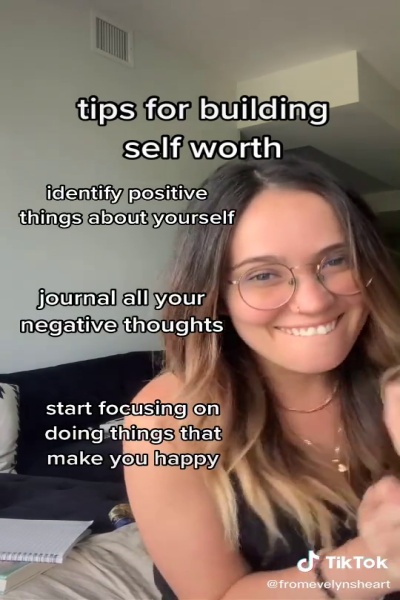 tips for building
self worth
identify positive
things about yourself
journal all your
negative thoughts
start focusing on
doing things that
make you happy
TikTok
@fromevelynsheart